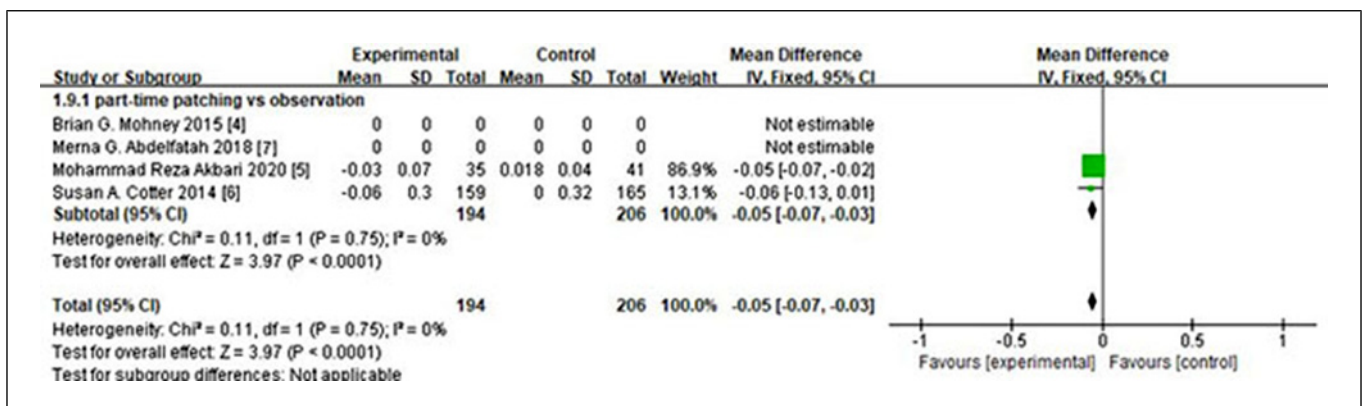 Experimental Control Mean Difference Mean Difference
Study or Subgroup Mean SD Total Mean SD Total Weight IV, Fixed, 95% CI IV, Fixed, 95% CI
1.9.1 part-time patching vs observation
Brian G. Mohney 2015 [4] 0 0 0 0 0 0 Not estimable
Merna G. Abdelfatah 2018 [7] 0 0 0 0 0 0 Not estimable
Mohammad Reza Akbari 2020 [5] -0.03 0.07 35 0.018 0.04 41 86.9% -0.05 [-0.07, -0.02]
Susan A. Cotter 2014 [6] -0.06 0.3 159 0 0.32 165 13.1% -0.06 [-0.13, 0.01]
Subtotal (95% CI) 194 206 100.0% -0.05 [-0.07, -0.03]
Heterogeneity: Chi² = 0.11, df = 1 (P = 0.75); I² = 0%
Test for overall effect: Z = 3.97 (P < 0.0001)
Total (95% CI) 194 206 100.0% -0.05 [-0.07, -0.03]
Heterogeneity: Chi² = 0.11, df = 1 (P = 0.75); I² = 0%
Test for overall effect: Z = 3.97 (P < 0.0001)
Test for subgroup differences: Not applicable
-1 -0.5 0 0.5 1
Favours [experimental] Favours [control]